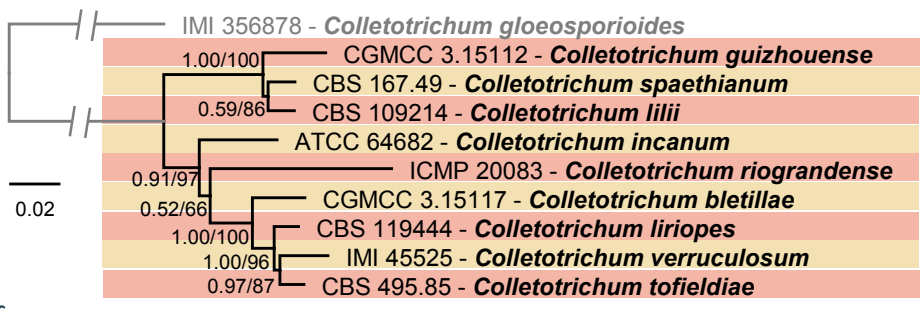 IMI 356878 - Colletotrichum gloeosporioides
1.00/100
CGMCC 3.15112 - Colletotrichum guizhouense
CBS 167.49 - Colletotrichum spaethianum
0.59/86
CBS 109214 - Colletotrichum lilii
ATCC 64682 - Colletotrichum incanum
ICMP 20083 - Colletotrichum riograndense
0.91/97
CGMCC 3.15117 - Colletotrichum bletillae
0.02
0.52/66
CBS 119444 - Colletotrichum liriopes
1.00/100
IMI 45525 - Colletotrichum verruculosum
1.00/96
CBS 495.85 - Colletotrichum tofieldiae
0.97/87